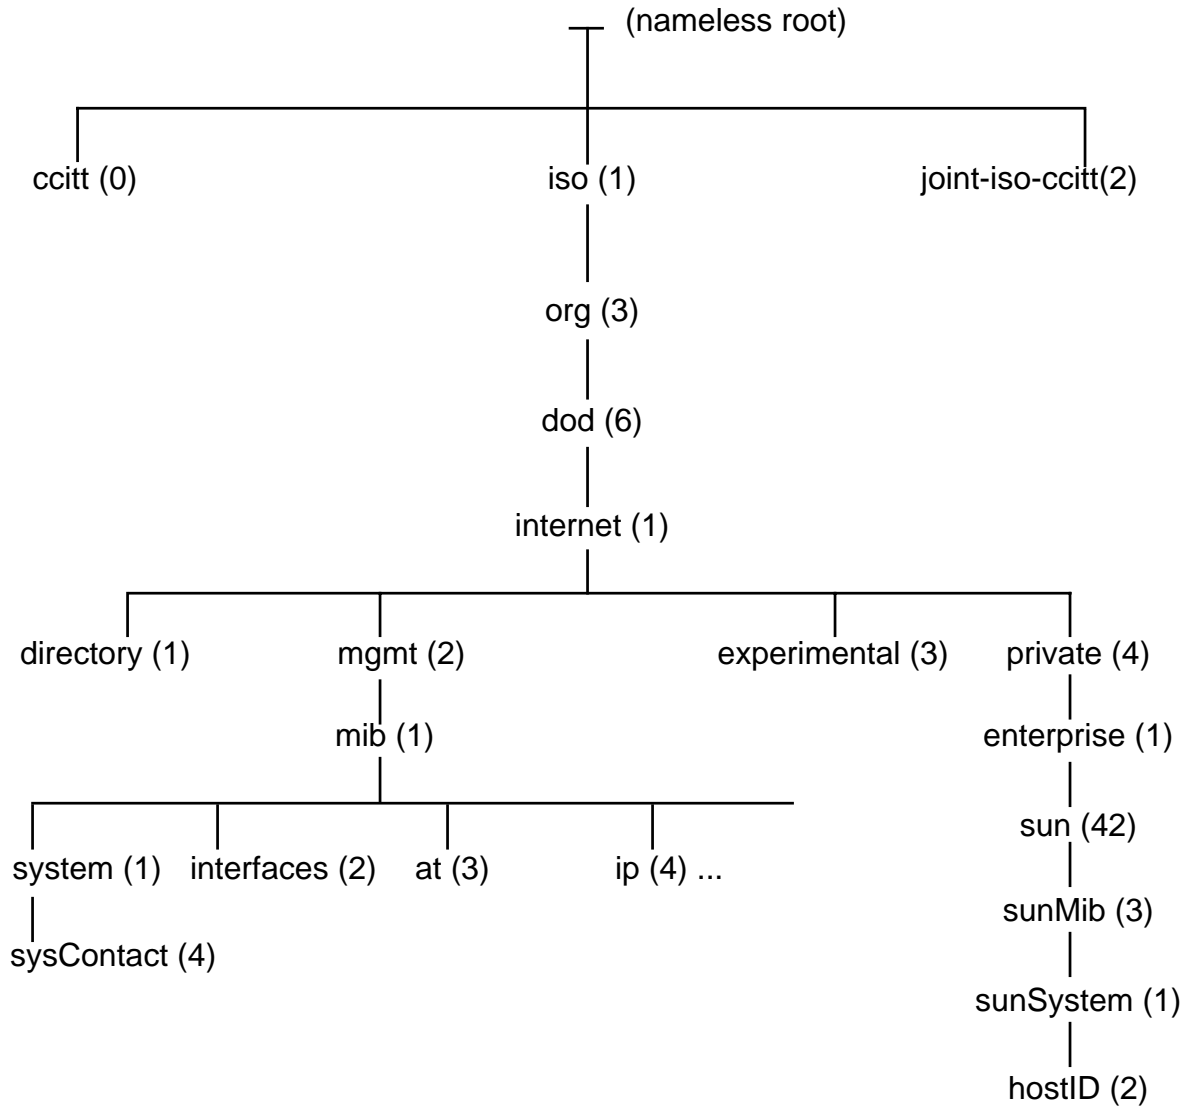 (nameless root)
ccitt (0) iso (1) joint-iso-ccitt(2)
org (3)
dod (6)
internet (1)
directory (1) mgmt (2) experimental (3) private (4)
mib (1) enterprise (1)
sun (42)
system (1) interfaces (2) at (3) ip (4) ...
sunMib (3)
sysContact (4)
sunSystem (1)
hostID (2)